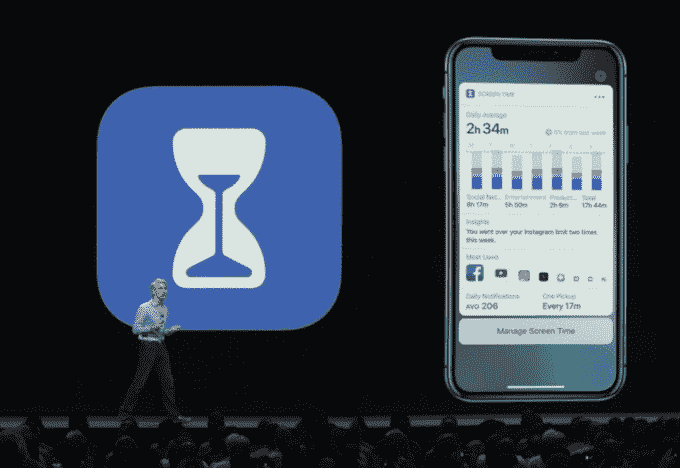 SCREEN TIME
Daily Average
2h 34m
from last week
Social Net... Entertainment Product... Total
8h 17m 5h 50m 2h 8m 17h 44m
Insights
You went over your Instagram limit two times
this week.
Most Used
Daily Notifications One Pickup
AVG 206 Every 17m
Manage Screen Time